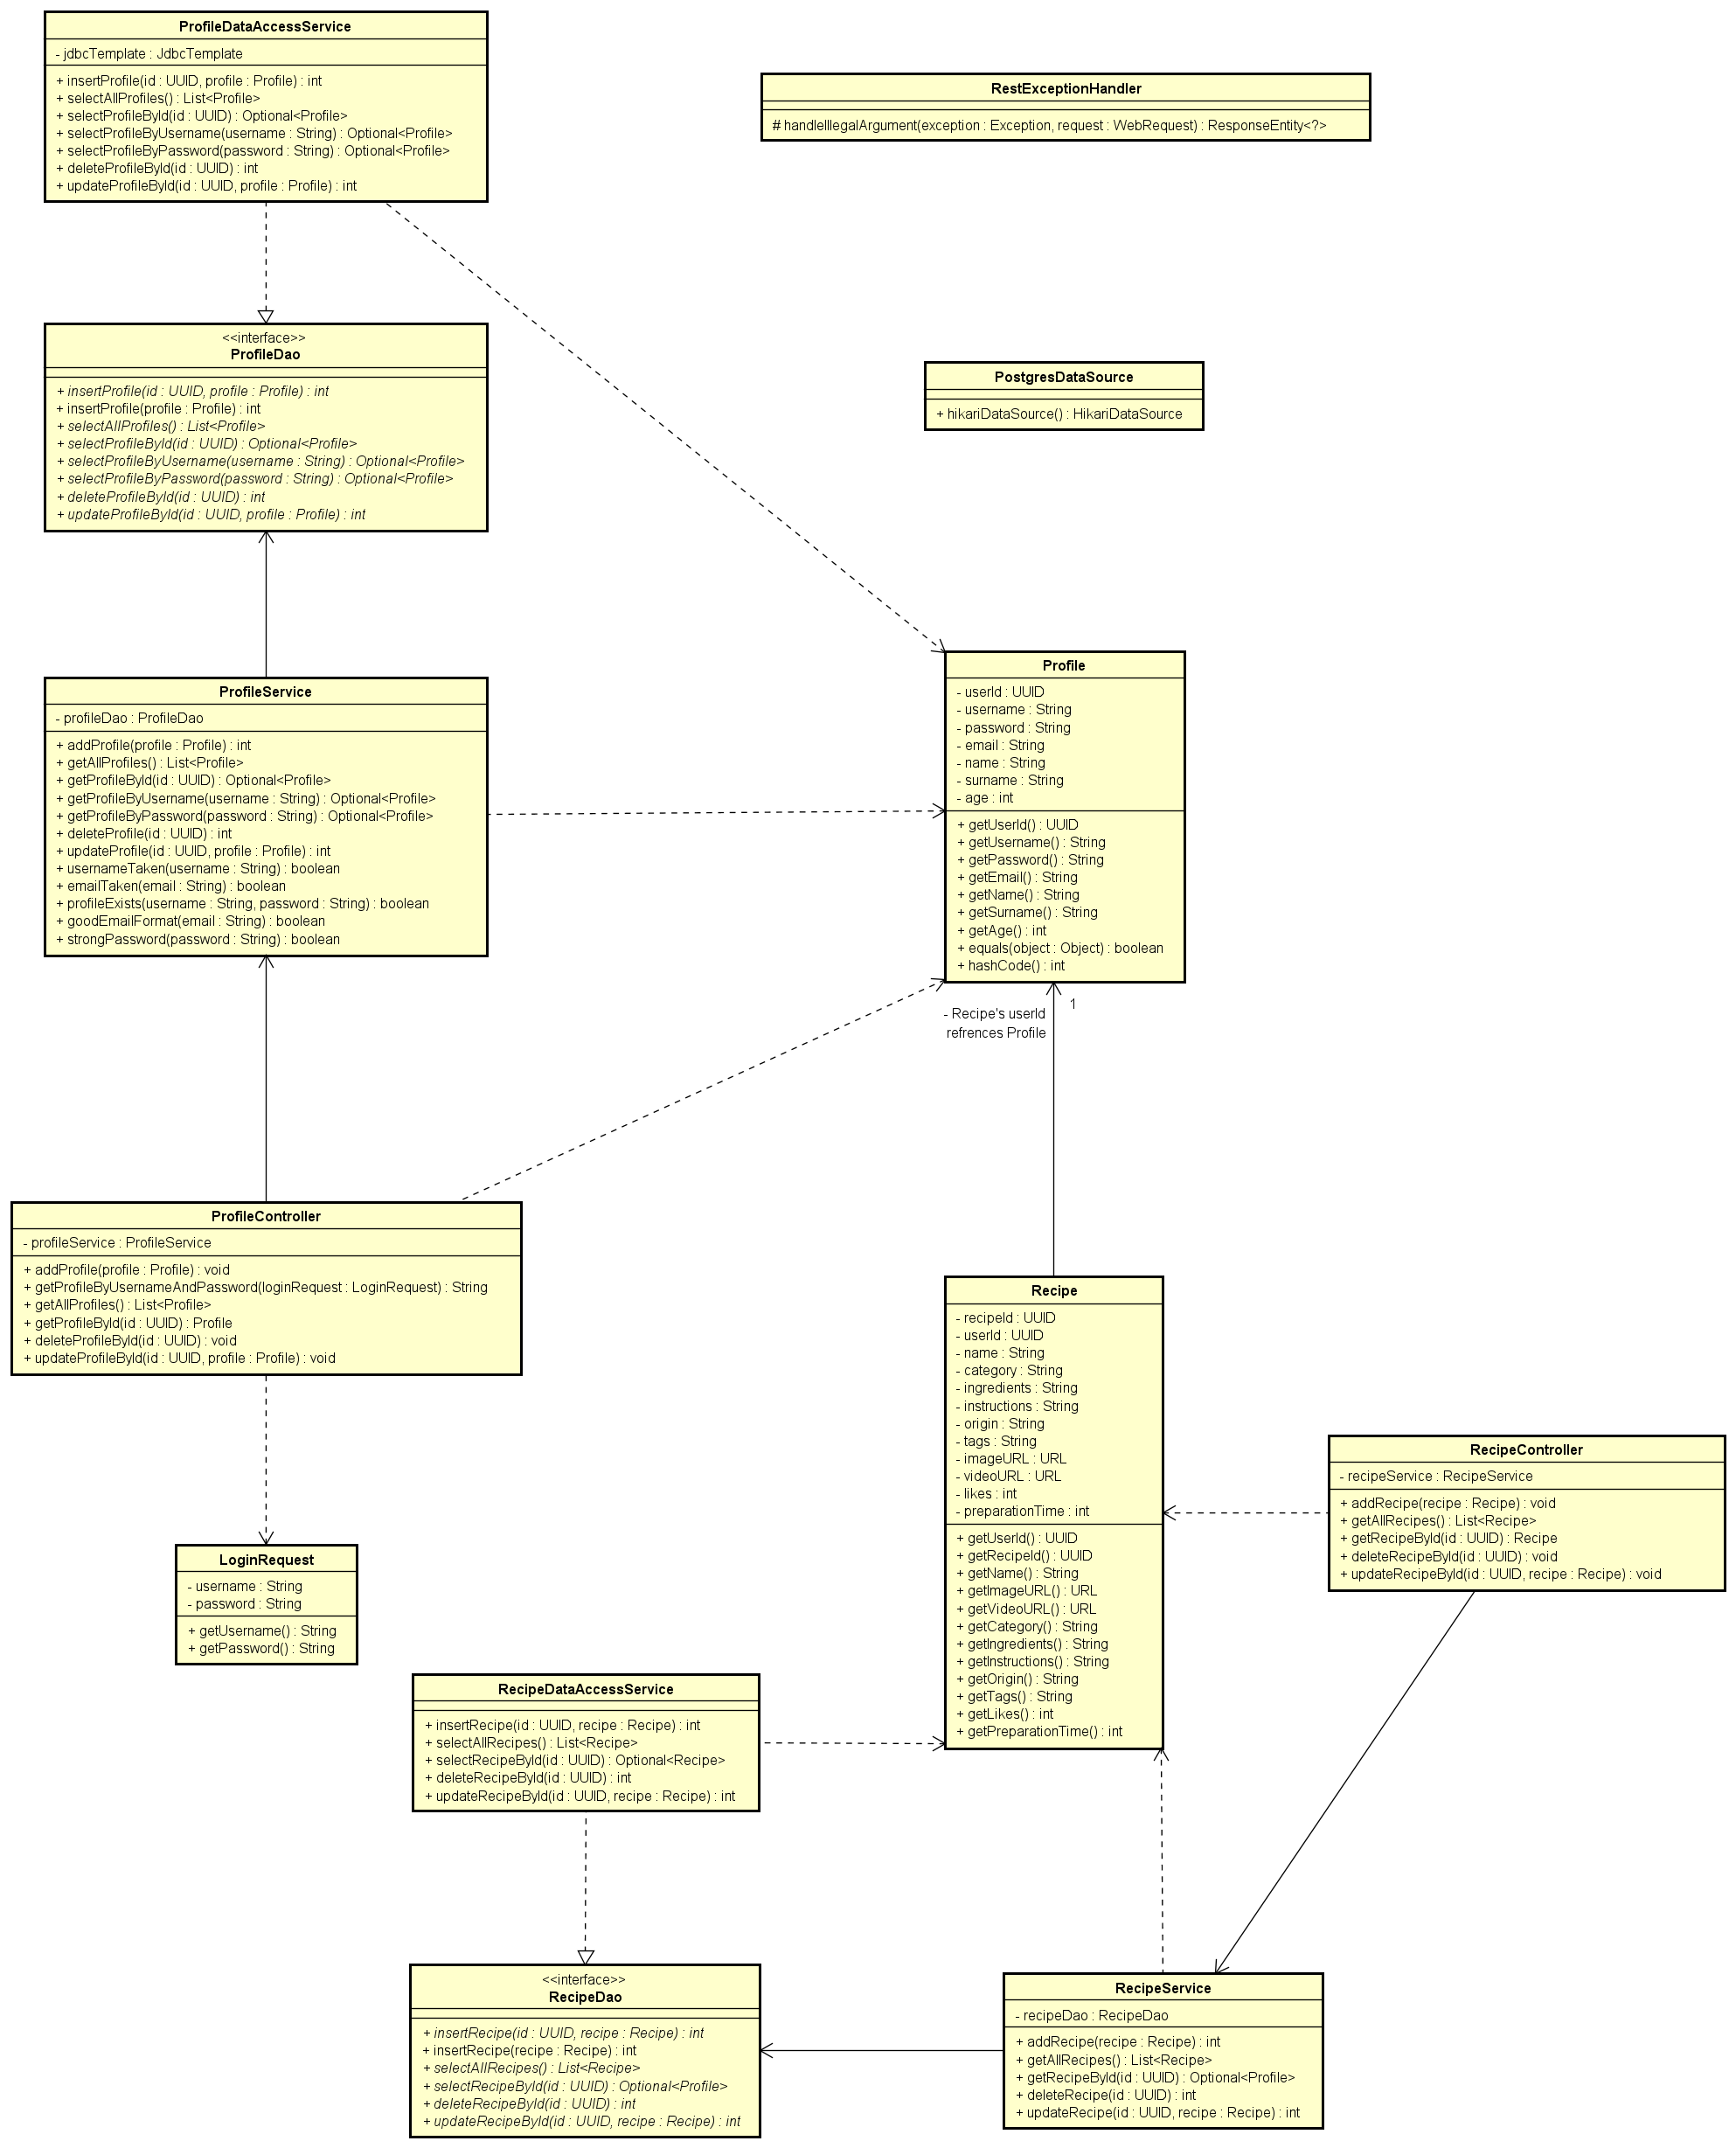 ProfileDataAccessService
- jdbcTemplate : JdbcTemplate
+ insertProfile(id : UUID, profile : Profile) : int
+ selectAllProfiles() : List<Profile>
+ selectProfileById(id : UUID) : Optional<Profile>
+ selectProfileByUsername(username : String) : Optional<Profile>
+ selectProfileByPassword(password : String) : Optional<Profile>
+ deleteProfileById(id : UUID) : int
+ updateProfileById(id : UUID, profile : Profile) : int
RestExceptionHandler
# handleIllegalArgument(exception : Exception, request : WebRequest) : ResponseEntity<?>
<<interface>>
ProfileDao
+ insertProfile(id : UUID, profile : Profile) : int
+ insertProfile(profile : Profile) : int
+ selectAllProfiles() : List<Profile>
+ selectProfileById(id : UUID) : Optional<Profile>
+ selectProfileByUsername(username : String) : Optional<Profile>
+ selectProfileByPassword(password : String) : Optional<Profile>
+ deleteProfileById(id : UUID) : int
+ updateProfileById(id : UUID, profile : Profile) : int
PostgresDataSource
+ hikariDataSource() : HikariDataSource
ProfileService
- profileDao : ProfileDao
+ addProfile(profile : Profile) : int
+ getAllProfiles() : List<Profile>
+ getProfileById(id : UUID) : Optional<Profile>
+ getProfileByUsername(username : String) : Optional<Profile>
+ getProfileByPassword(password : String) : Optional<Profile>
+ deleteProfile(id : UUID) : int
+ updateProfile(id : UUID, profile : Profile) : int
+ usernameTaken(username : String) : boolean
+ emailTaken(email : String) : boolean
+ profileExists(username : String, password : String) : boolean
+ goodEmailFormat(email : String) : boolean
+ strongPassword(password : String) : boolean
Profile
- userId : UUID
- username : String
- password : String
- email : String
- name : String
- surname : String
- age : int
+ getUserId() : UUID
+ getUsername() : String
+ getPassword() : String
+ getEmail() : String
+ getName() : String
+ getSurname() : String
+ getAge() : int
+ equals(object : Object) : boolean
+ hashCode() : int
1
- Recipe's userId
refrences Profile
ProfileController
- profileService : ProfileService
+ addProfile(profile : Profile) : void
+ getProfileByUsernameAndPassword(loginRequest : LoginRequest) : String
+ getAllProfiles() : List<Profile>
+ getProfileById(id : UUID) : Profile
+ deleteProfileById(id : UUID) : void
+ updateProfileById(id : UUID, profile : Profile) : void
Recipe
- recipeId : UUID
- userId : UUID
- name : String
- category : String
- ingredients : String
- instructions : String
- origin : String
- tags : String
- imageURL : URL
- videoURL : URL
- likes : int
- preparationTime : int
+ getUserId() : UUID
+ getRecipeId() : UUID
+ getName() : String
+ getImageURL() : URL
+ getVideoURL() : URL
+ getCategory() : String
+ getIngredients() : String
+ getInstructions() : String
+ getOrigin() : String
+ getTags() : String
+ getLikes() : int
+ getPreparationTime() : int
RecipeController
- recipeService : RecipeService
+ addRecipe(recipe : Recipe) : void
+ getAllRecipes() : List<Recipe>
+ getRecipeById(id : UUID) : Recipe
+ deleteRecipeById(id : UUID) : void
+ updateRecipeById(id : UUID, recipe : Recipe) : void
LoginRequest
- username : String
- password : String
+ getUsername() : String
+ getPassword() : String
RecipeDataAccessService
+ insertRecipe(id : UUID, recipe : Recipe) : int
+ selectAllRecipes() : List<Recipe>
+ selectRecipeById(id : UUID) : Optional<Recipe>
+ deleteRecipeById(id : UUID) : int
+ updateRecipeById(id : UUID, recipe : Recipe) : int
<<interface>>
RecipeDao
+ insertRecipe(id : UUID, recipe : Recipe) : int
+ insertRecipe(recipe : Recipe) : int
+ selectAllRecipes() : List<Recipe>
+ selectRecipeById(id : UUID) : Optional<Profile>
+ deleteRecipeById(id : UUID) : int
+ updateRecipeById(id : UUID, recipe : Recipe) : int
RecipeService
- recipeDao : RecipeDao
+ addRecipe(recipe : Recipe) : int
+ getAllRecipes() : List<Recipe>
+ getRecipeById(id : UUID) : Optional<Profile>
+ deleteRecipe(id : UUID) : int
+ updateRecipe(id : UUID, recipe : Recipe) : int